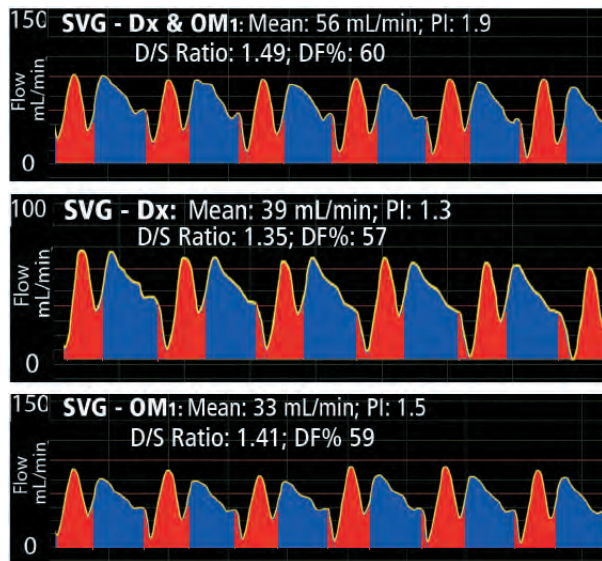 150
SVG - Dx & OM1: Mean: 56 mL/min; PI: 1.9
D/S Ratio: 1.49; DF%: 60
Flow
mL/min
0
100
SVG - Dx: Mean: 39 mL/min; PI: 1.3
D/S Ratio: 1.35; DF%: 57
Flow
mL/min
0
150
SVG - OM1: Mean: 33 mL/min; PI: 1.5
D/S Ratio: 1.41; DF% 59
Flow
mL/min
0